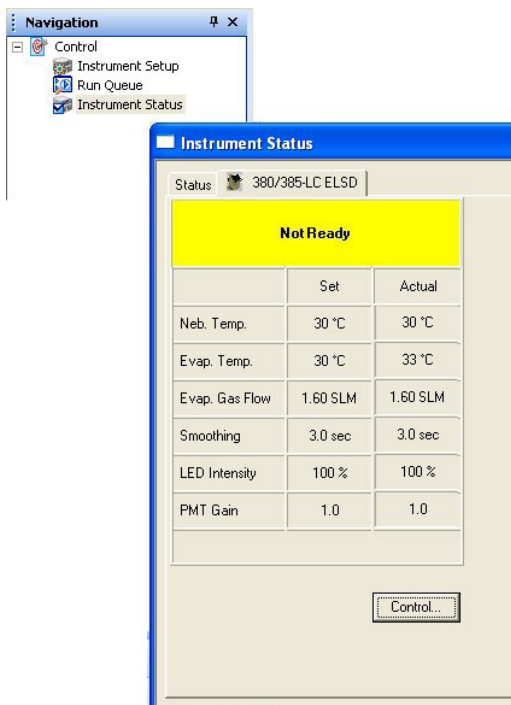 Navigation
Control
Instrument Setup
Run Queue
Instrument Status
Instrument Status
Status 380/385-LC ELSD
Not Ready
Set Actual
Neb. Temp. 30 °C 30 °C
Evap. Temp. 30 °C 33 °C
Evap. Gas Flow 1.60 SLM 1.60 SLM
Smoothing 3.0 sec 3.0 sec
LED Intensity 100 % 100 %
PMT Gain 1.0 1.0
Control...